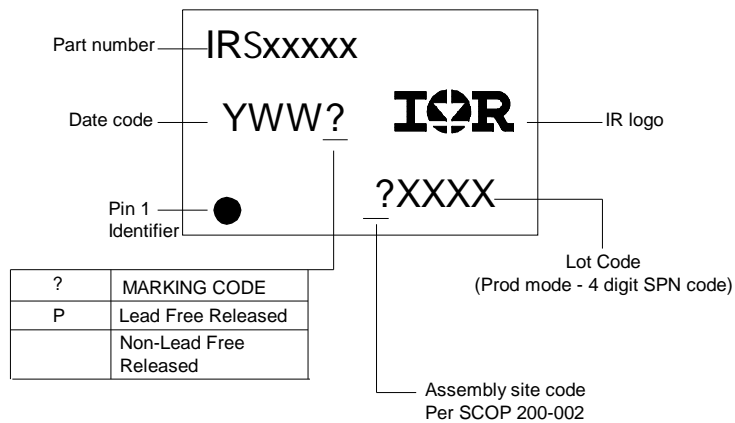 Part number
IRSxxxxx
Date code
YWW?
IOR
IR logo
?XXXX
Pin 1
Identifier
Lot Code
(Prod mode - 4 digit SPN code)
? MARKING CODE
P Lead Free Released
Non-Lead Free
Released
Assembly site code
Per SCOP 200-002